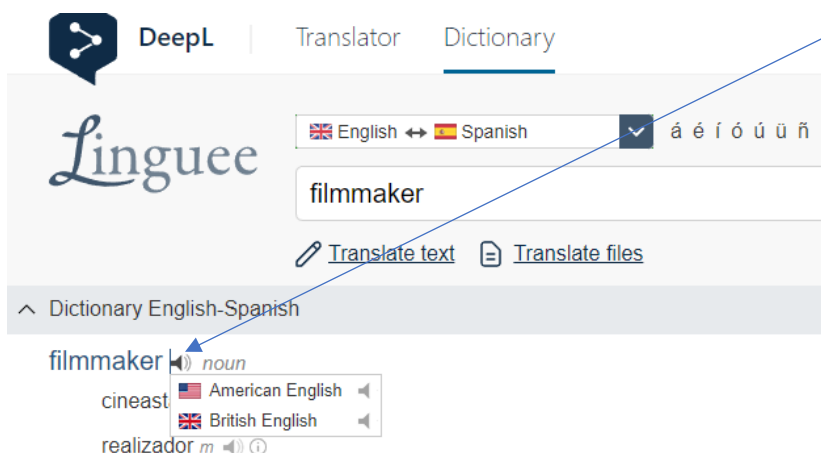 DeepL Translator Dictionary
Linguee
English ↔ Spanish á é í ó ú ü ñ
filmmaker
Translate text Translate files
Dictionary English-Spanish
filmmaker noun
American English
cineast
British English
realizador m